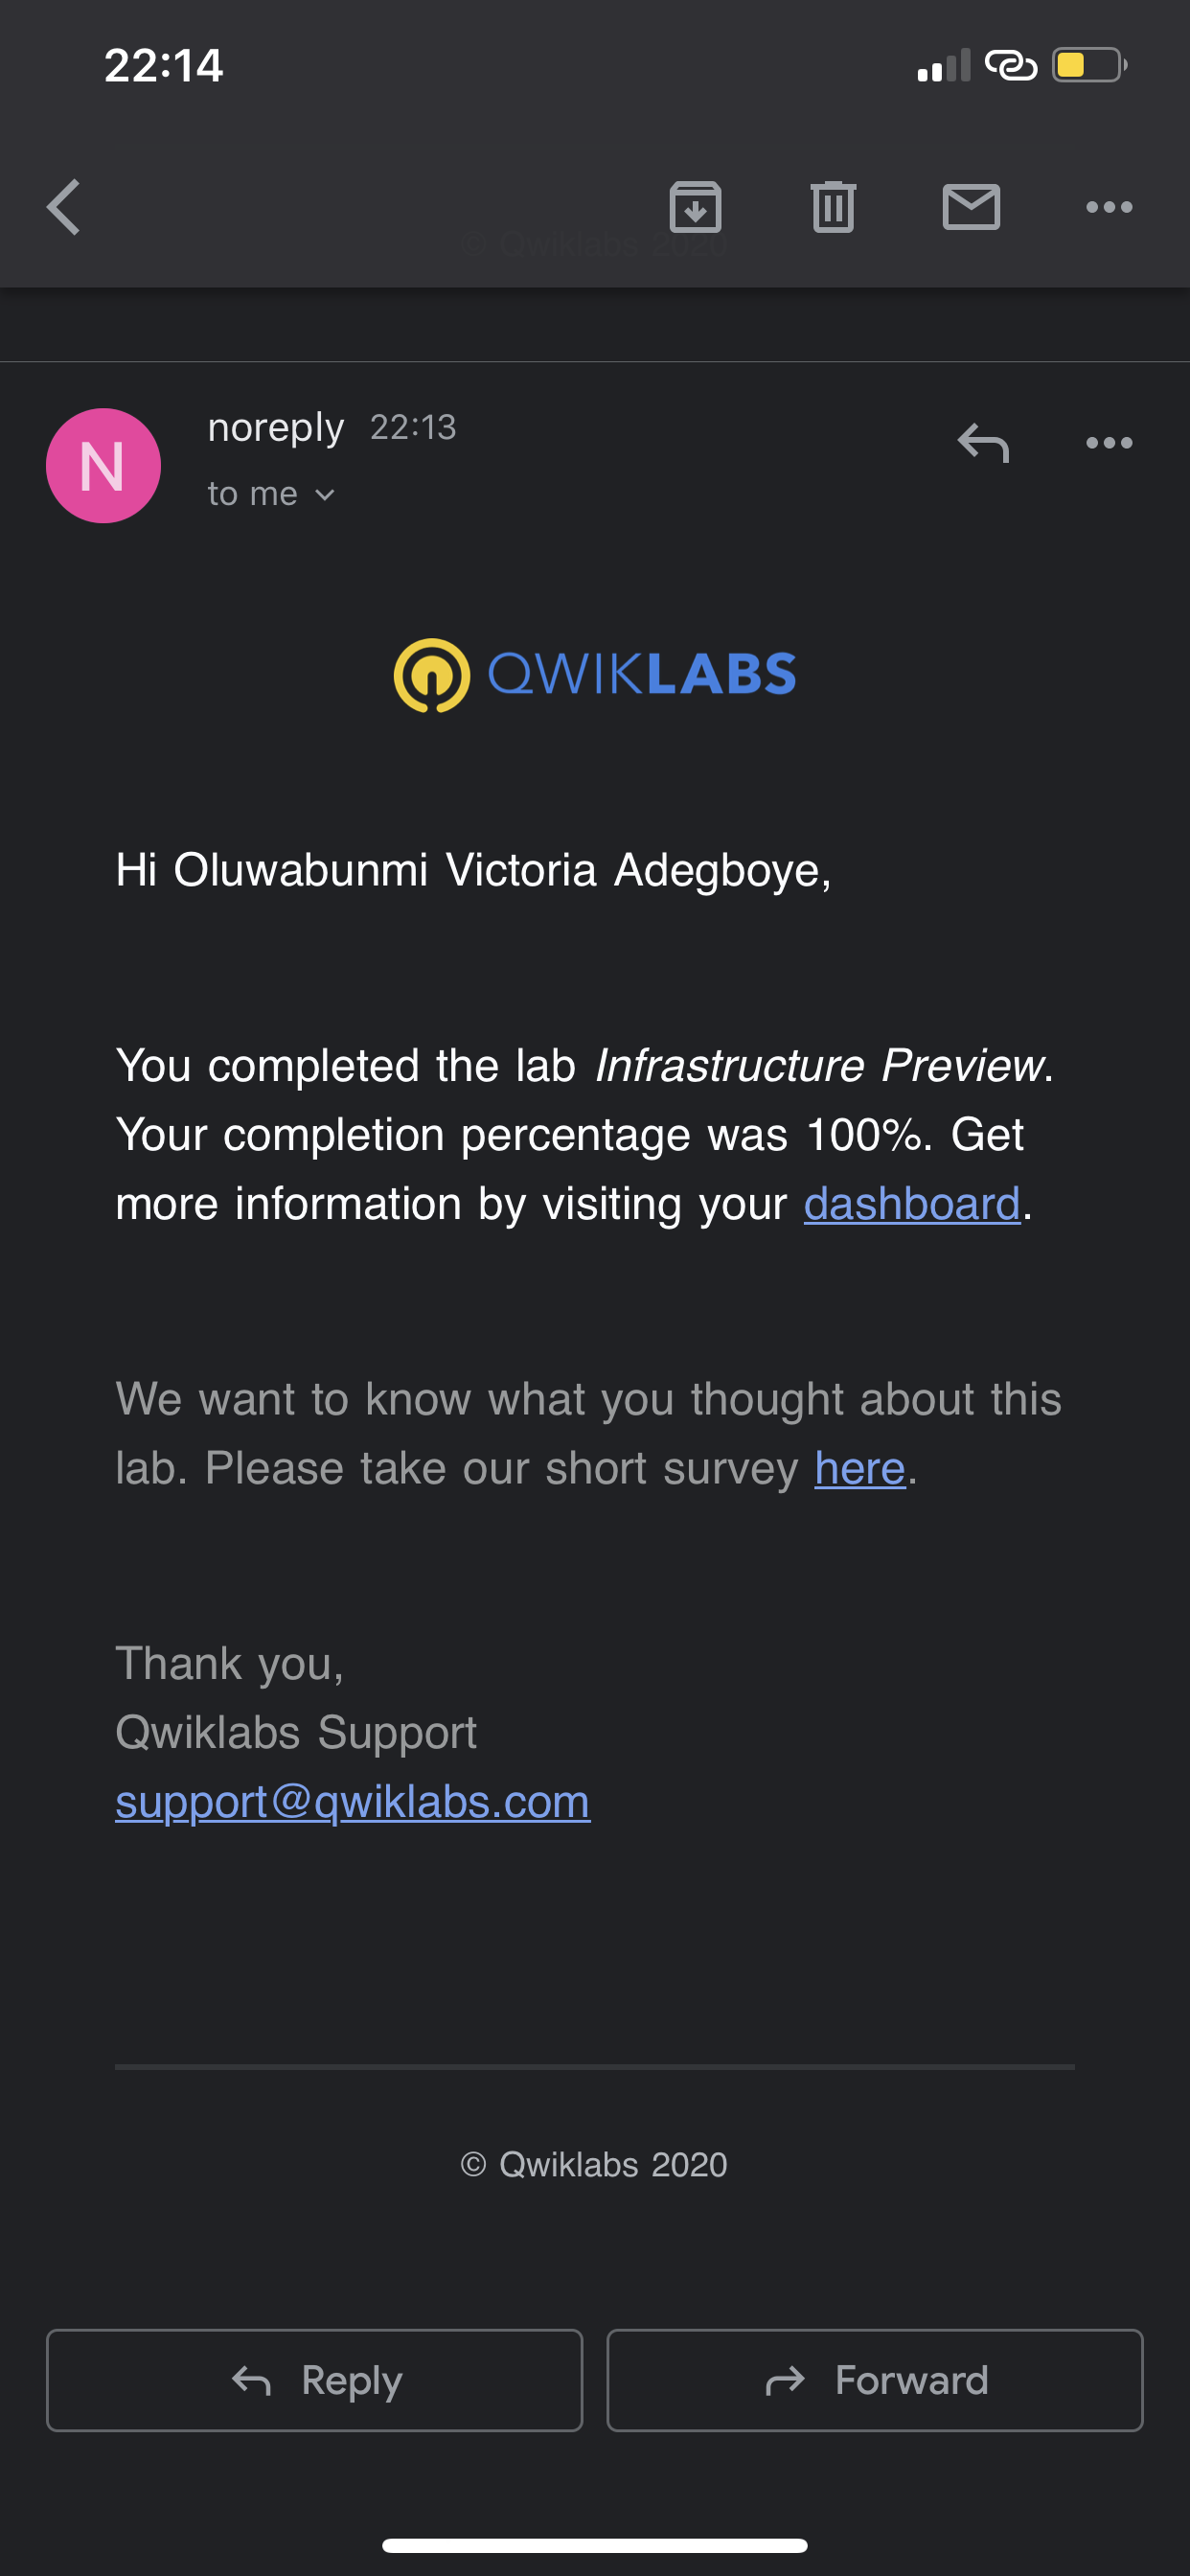 22:14
© Qwiklabs 2020
N
noreply 22:13
to me
QWIKLABS
Hi Oluwabunmi Victoria Adegboye,
You completed the lab Infrastructure Preview.
Your completion percentage was 100%. Get
more information by visiting your dashboard.
We want to know what you thought about this
lab. Please take our short survey here.
Thank you,
Qwiklabs Support
support@qwiklabs.com
© Qwiklabs 2020
Reply Forward